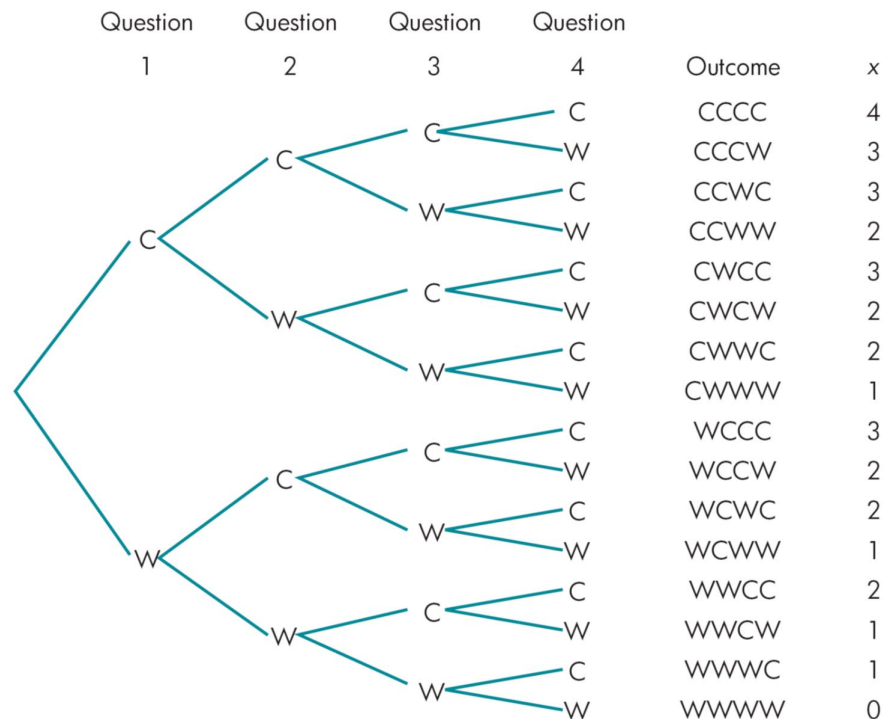 Question Question Question Question
1 2 3 4 Outcome x
C CCCC 4
C
W CCCW 3
C
C CCWC 3
W
W CCWW 2
C
C CWCC 3
C
W CWCW 2
W
C CWWC 2
W
W CWWW 1
C WCCC 3
C
W WCCW 2
C
C WCWC 2
W
W WCWW 1
W
C WWCC 2
C
W WWCW 1
W
C WWWC 1
W
W WWWW 0